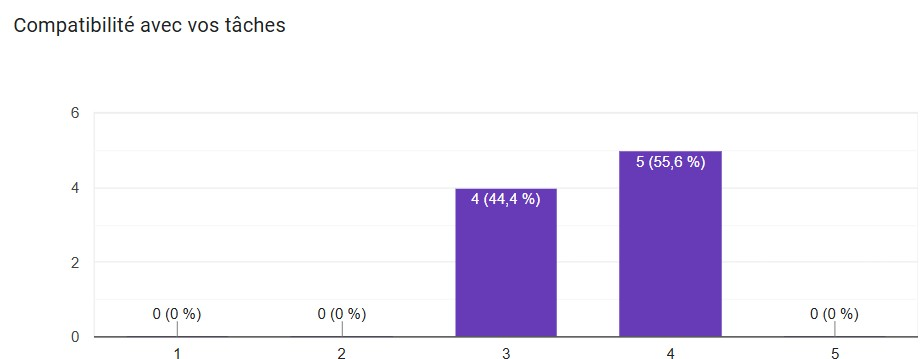 Compatibilité avec vos tâches
6
4
2
0
0 (0 %)
0 (0 %)
4 (44,4 %)
5 (55,6 %)
0 (0 %)
1 2 3 4 5